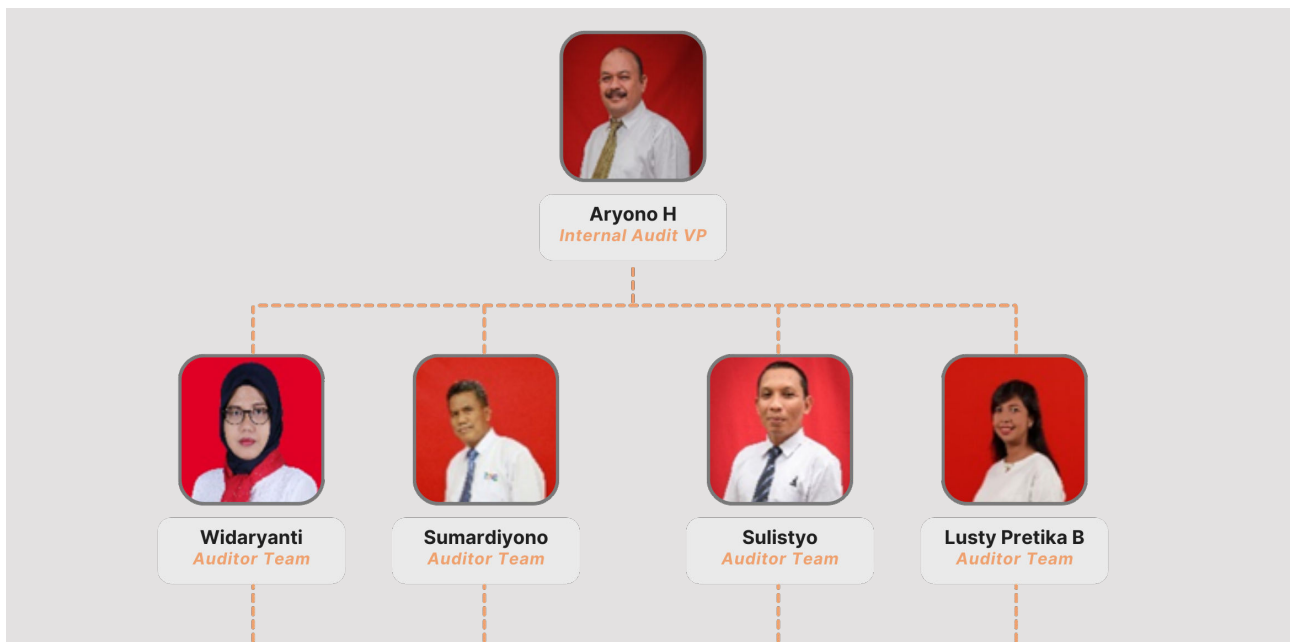 Aryono H
Internal Audit VP
Widaryanti
Auditor Team
Sumardiyono
Auditor Team
Sulistyo
Auditor Team
Lusty Pretika B
Auditor Team